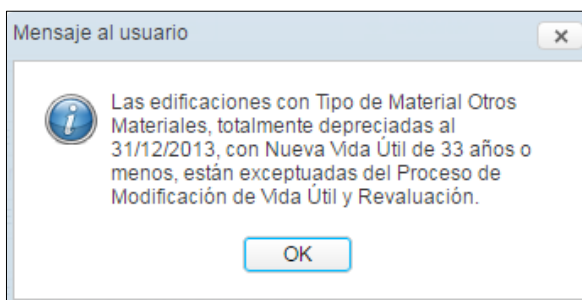 Mensaje al usuario
Las edificaciones con Tipo de Material Otros
Materiales, totalmente depreciadas al
31/12/2013, con Nueva Vida Útil de 33 años o
menos, están exceptuadas del Proceso de
Modificación de Vida Útil y Revaluación.
OK